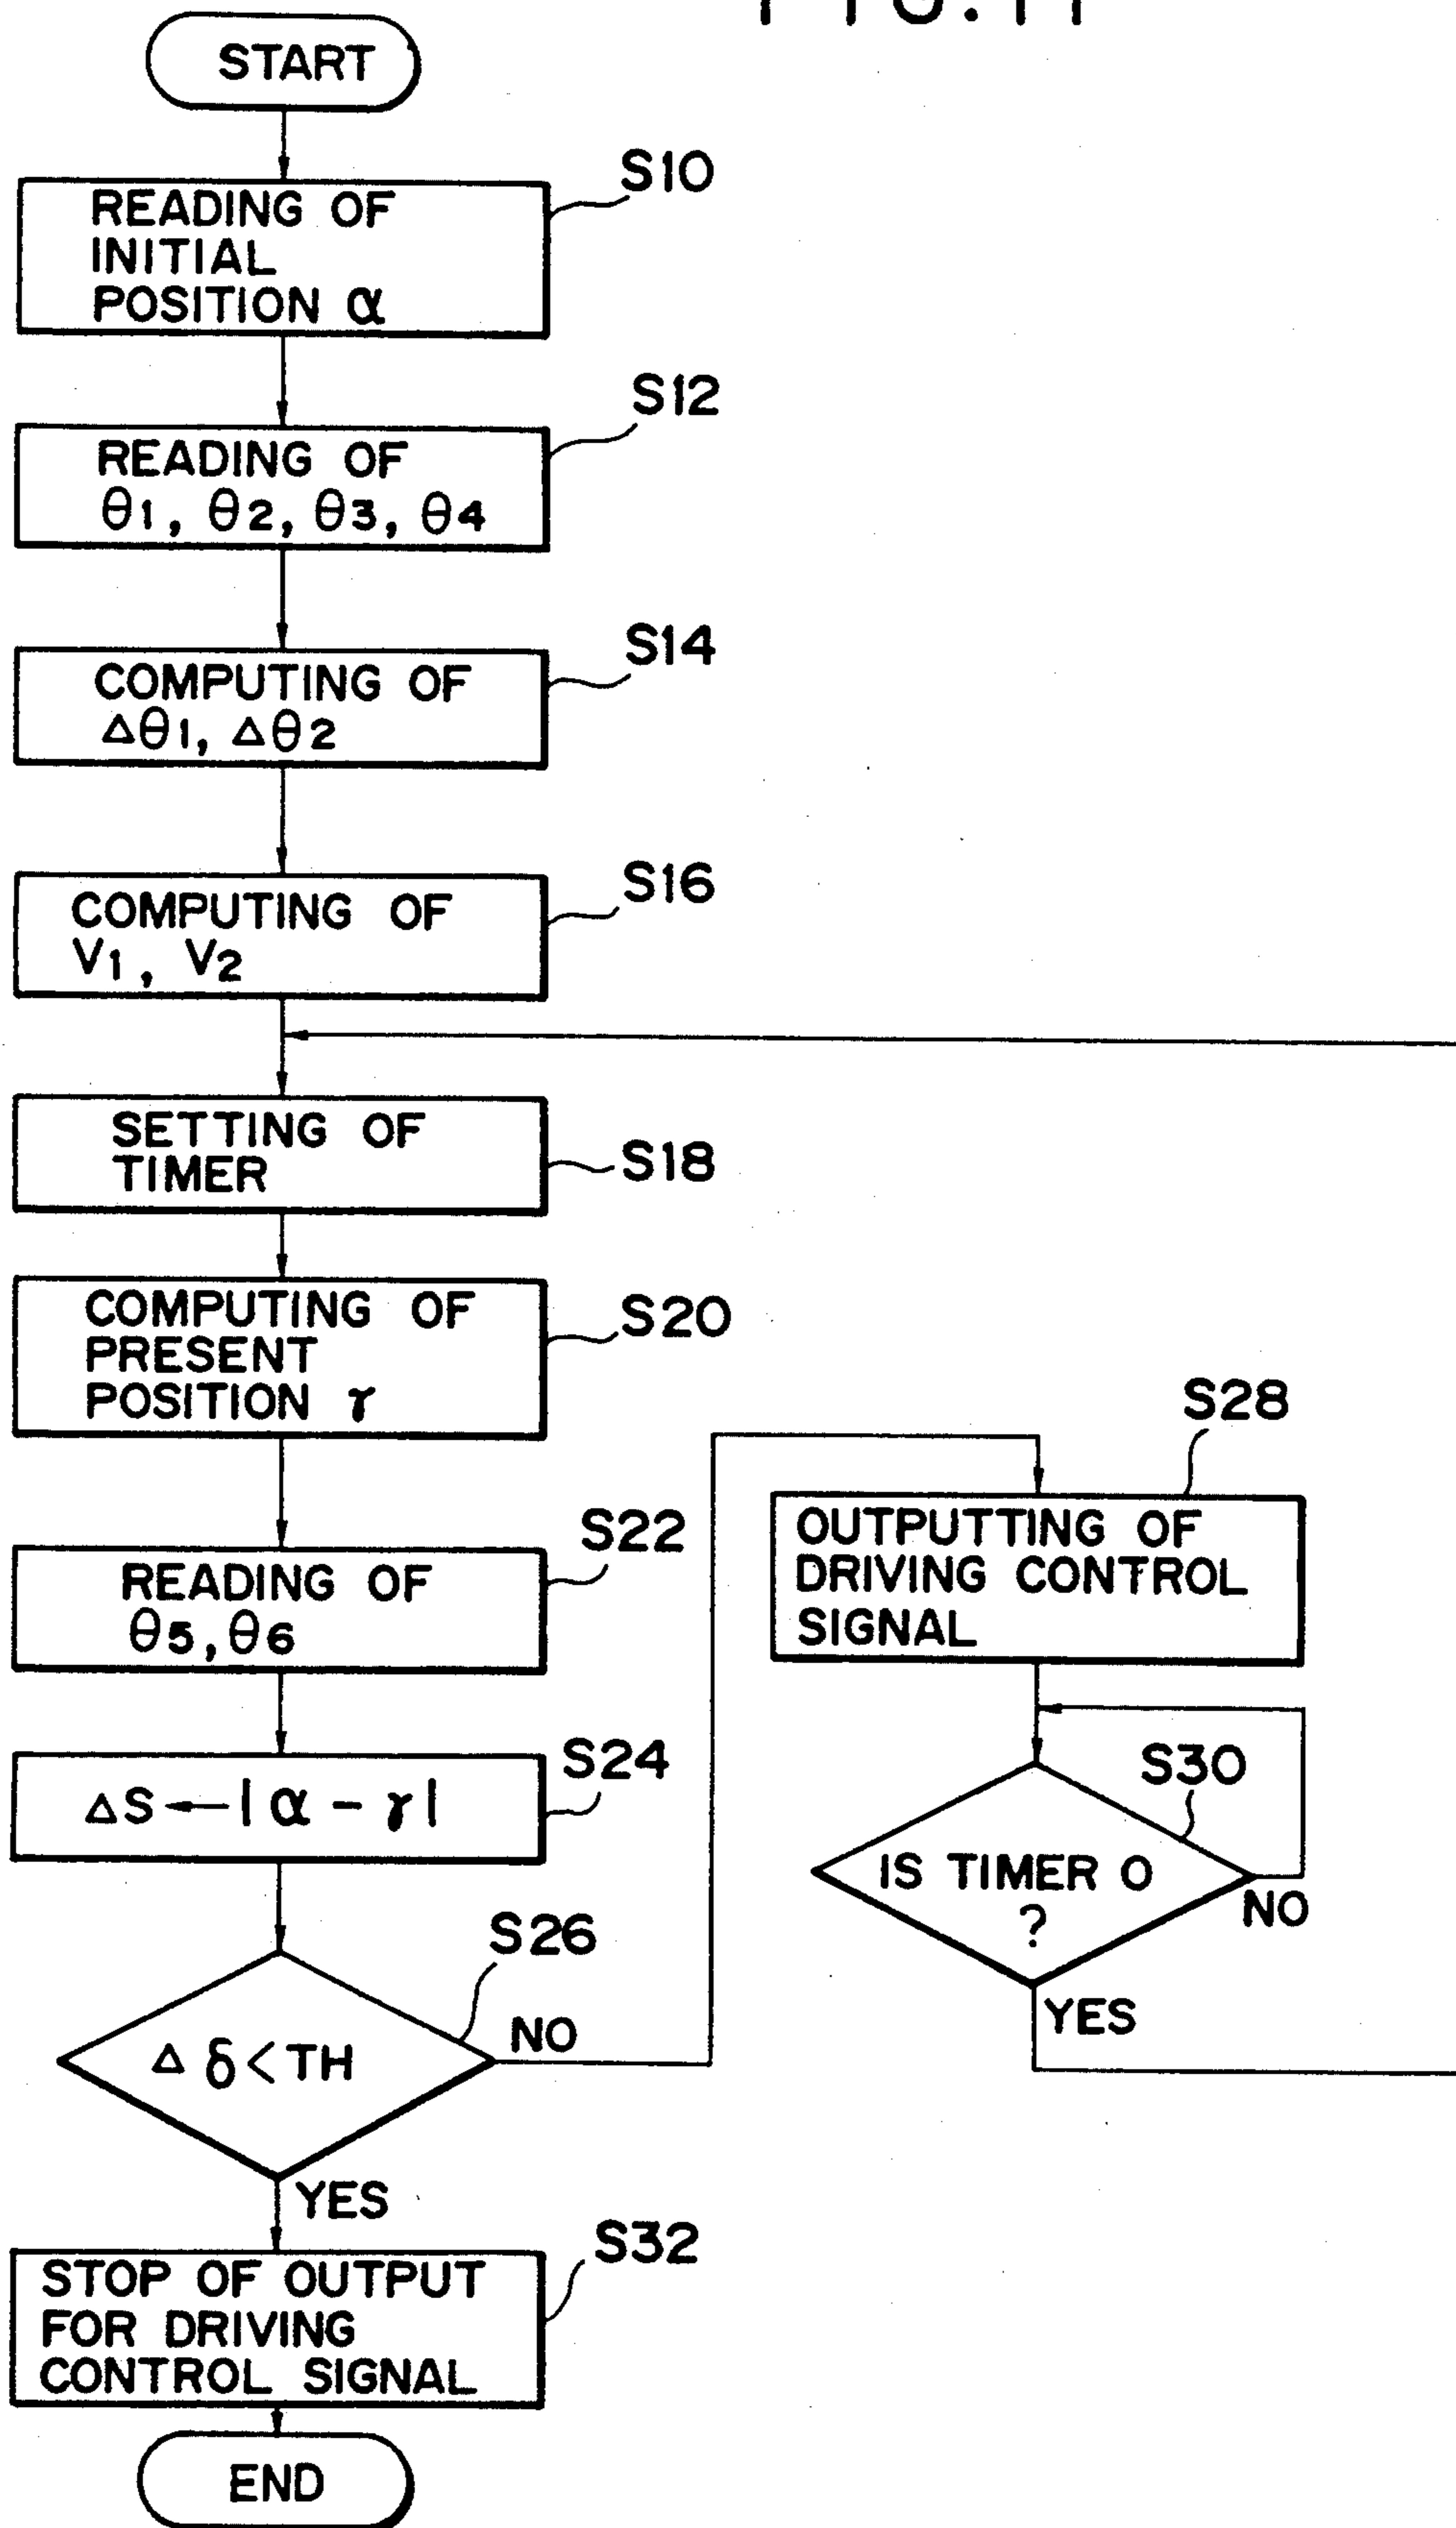 START
S10
READING OF
INITIAL
POSITION α
S12
READING OF
θ1, θ2, θ3, θ4
S14
COMPUTING OF
Δθ1, Δθ2
S16
COMPUTING OF
V1, V2
SETTING OF
TIMER
S18
COMPUTING OF
PRESENT
POSITION γ
S20
S22
READING OF
θ5, θ6
S24
ΔS ← |α - γ|
S26
Δ δ < TH
NO
YES
S28
OUTPUTTING OF
DRIVING CONTROL
SIGNAL
S30
IS TIMER 0
?
NO
YES
S32
STOP OF OUTPUT
FOR DRIVING
CONTROL SIGNAL
END